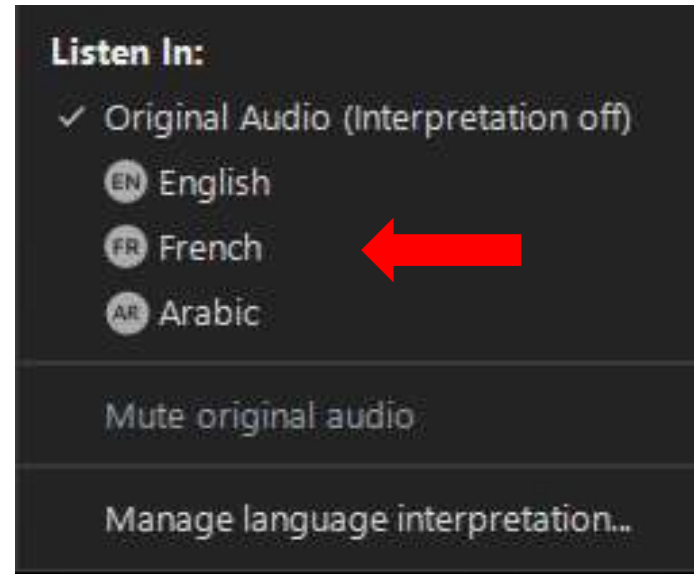 Listen In:
✓ Original Audio (Interpretation off)
EN English
FR French
AR Arabic
Mute original audio
Manage language interpretation...